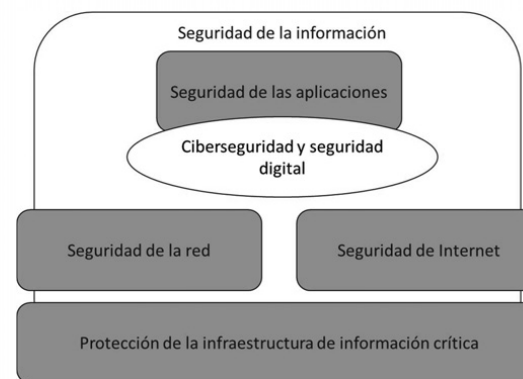 Seguridad de la información
Seguridad de las aplicaciones
Ciberseguridad y seguridad
digital
Seguridad de la red
Seguridad de Internet
Protección de la infraestructura de información crítica